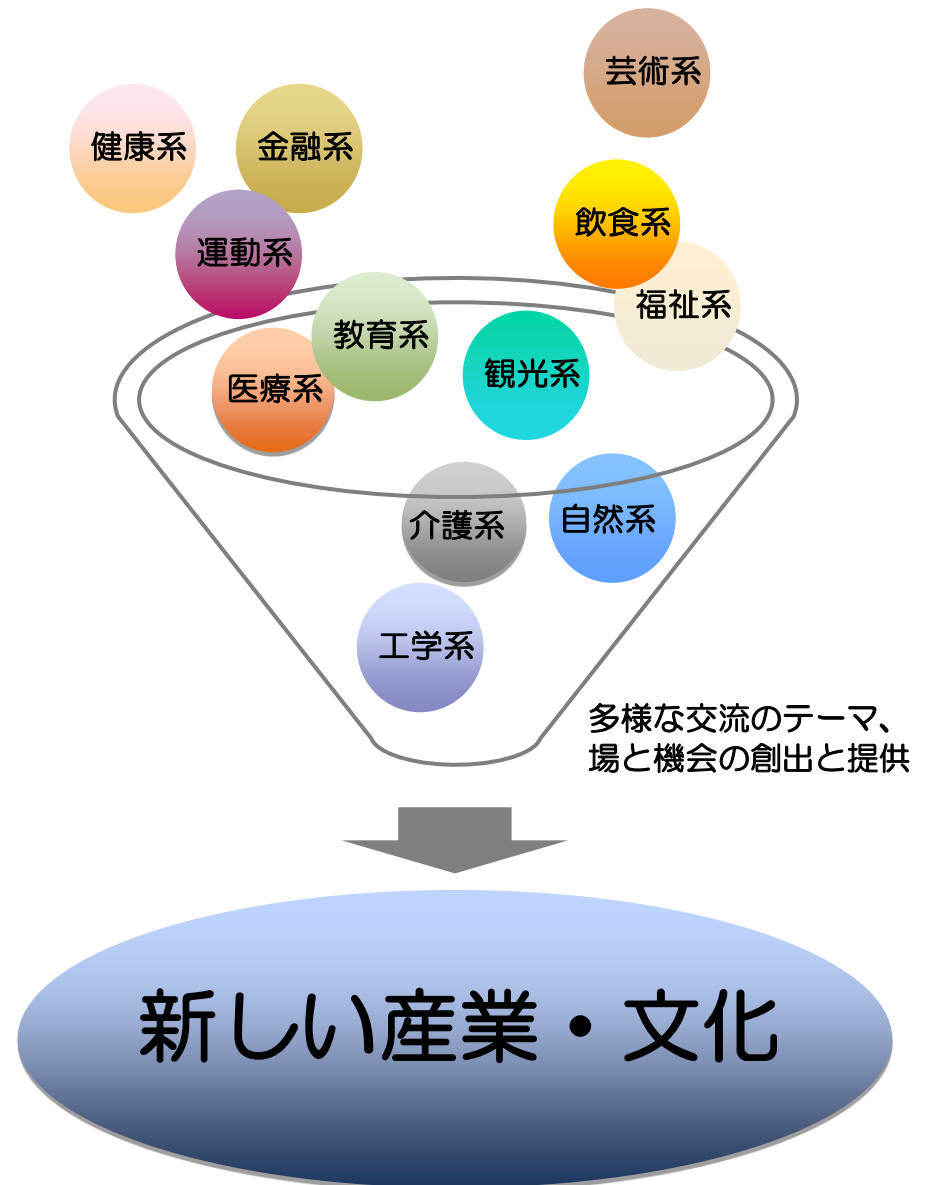 芸術系
健康系
金融系
飲食系
運動系
福祉系
教育系
観光系
医療系
介護系
自然系
工学系
多様な交流のテーマ、
場と機会の創出と提供
新しい産業・文化